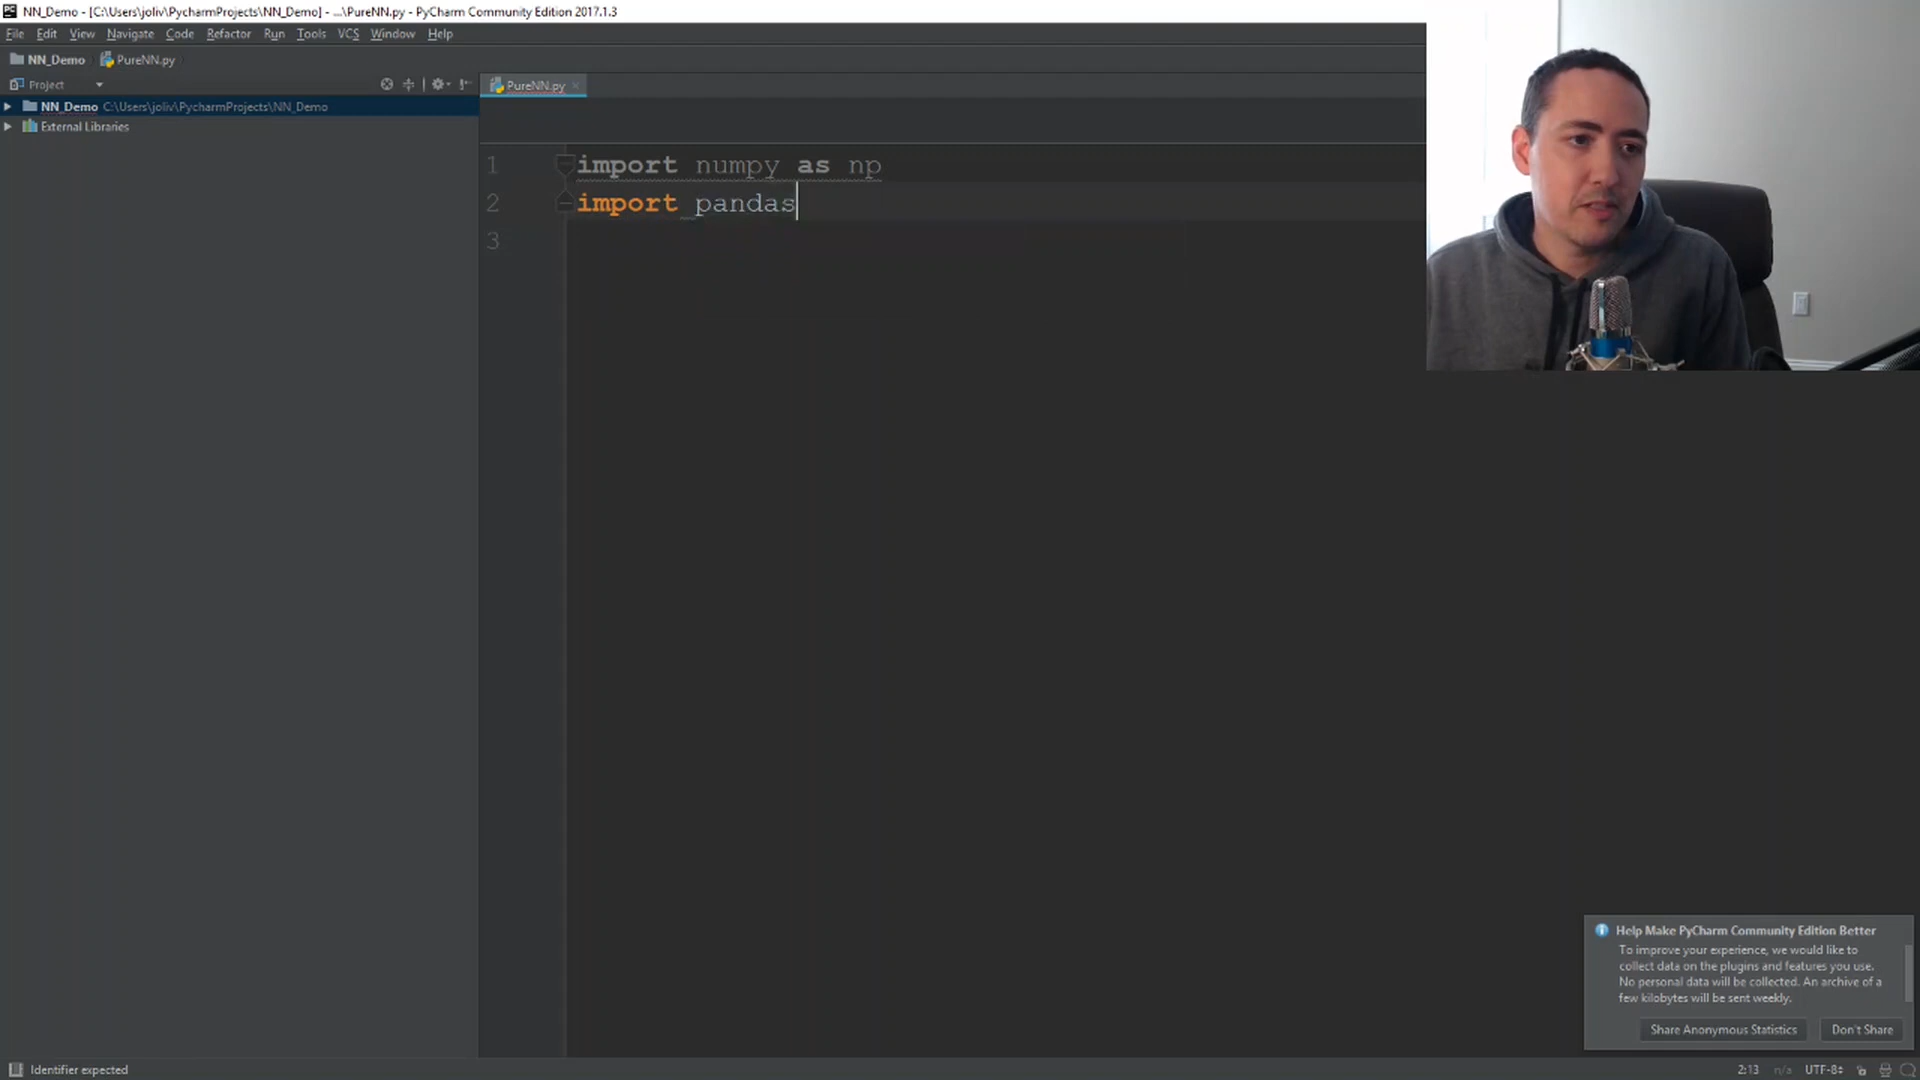 NN_Demo - [C:\Users\joliv\PycharmProjects\NN_Demo] - ...\PureNN.py - PyCharm Community Edition 2017.1.3
File Edit View Navigate Code Refactor Run Tools VCS Window Help
NN_Demo PureNN.py
Project
PureNN.py
NN_Demo C:\Users\joliv\PycharmProjects\NN_Demo
External Libraries
1 import numpy as np
2 import pandas
3
Help Make PyCharm Community Edition Better
To improve your experience, we would like to
collect data on the plugins and features you use.
No personal data will be collected. An archive of a
few kilobytes will be sent weekly.
Share Anonymous Statistics Don't Share
Identifier expected
2:13 n/a UTF-8